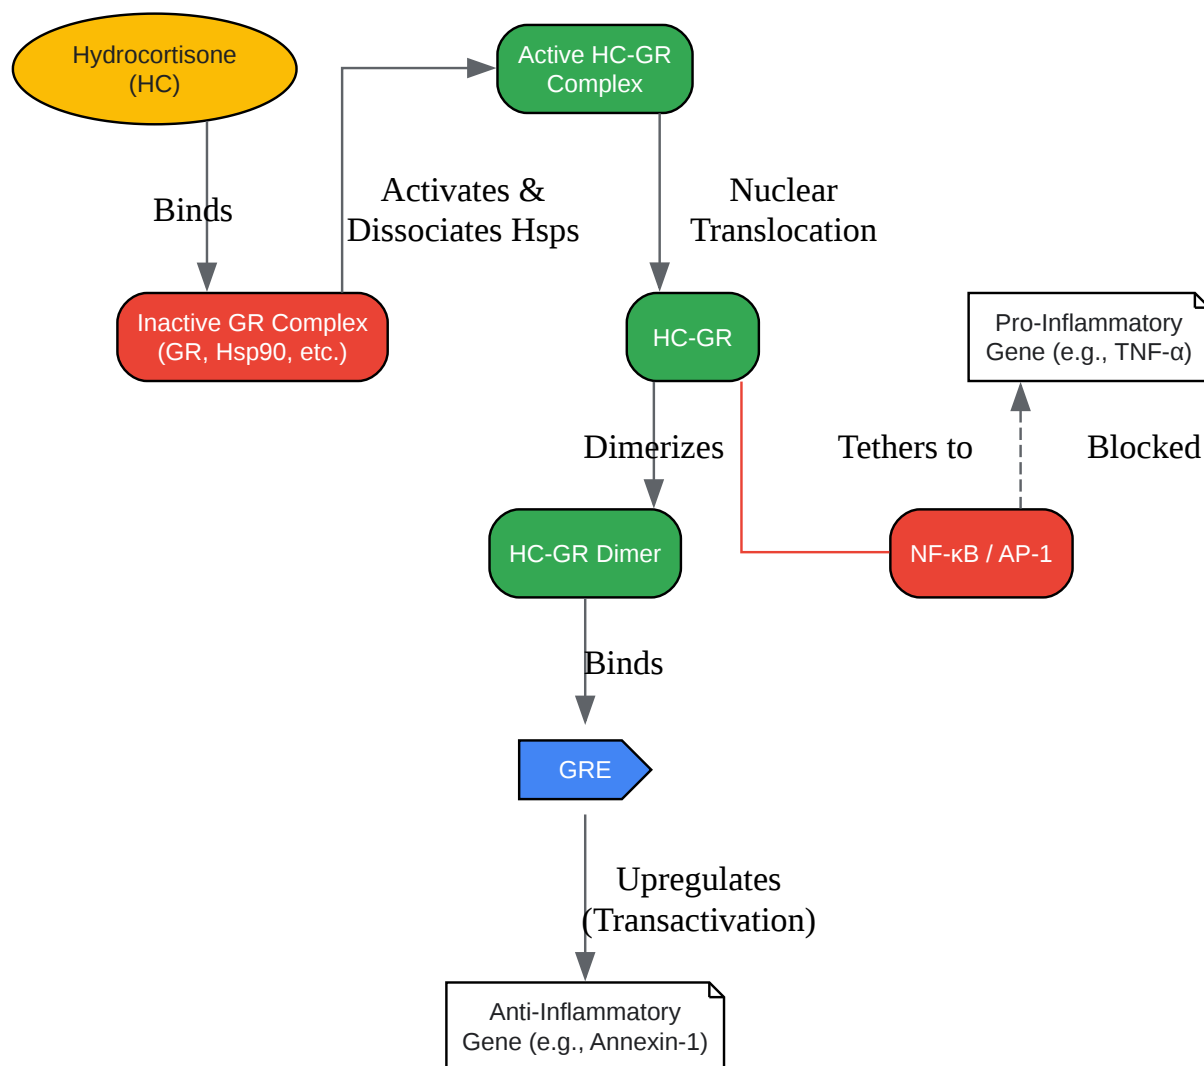 Hydrocortisone
(HC)
Active HC-GR
Complex
Binds
Activates &
Dissociates Hsps
Nuclear
Translocation
Inactive GR Complex
(GR, Hsp90, etc.)
HC-GR
Pro-Inflammatory
Gene (e.g., TNF-α)
Dimerizes
Tethers to
Blocked
HC-GR Dimer
NF-κB / AP-1
Binds
GRE
Upregulates
(Transactivation)
Anti-Inflammatory
Gene (e.g., Annexin-1)